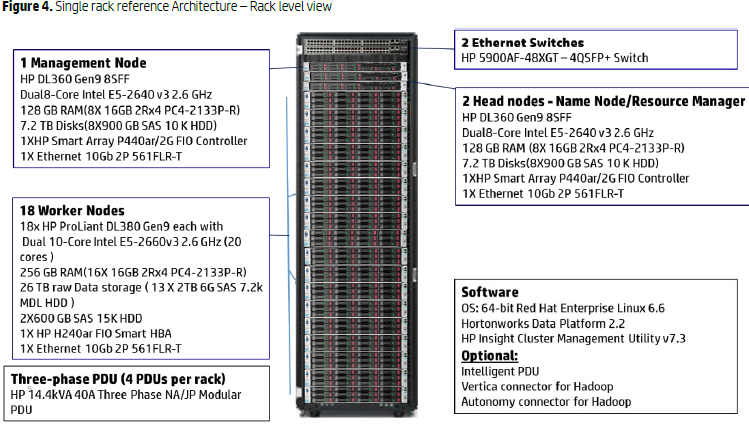 Figure 4. Single rack reference Architecture – Rack level view
1 Management Node
HP DL360 Gen9 8SFF
Dual8-Core Intel E5-2640 v3 2.6 GHz
128 GB RAM(8X 16GB 2Rx4 PC4-2133P-R)
7.2 TB Disks(8X900 GB SAS 10 K HDD)
1XHP Smart Array P440ar/2G FIO Controller
1X Ethernet 10Gb 2P 561FLR-T
18 Worker Nodes
18x HP ProLiant DL380 Gen9 each with
Dual 10-Core Intel E5-2660v3 2.6 GHz (20
cores )
256 GB RAM(16X 16GB 2Rx4 PC4-2133P-R)
26 TB raw Data storage ( 13 X 2TB 6G SAS 7.2k
MDL HDD )
2X600 GB SAS 15K HDD
1X HP H240ar FIO Smart HBA
1X Ethernet 10Gb 2P 561FLR-T
Three-phase PDU (4 PDUs per rack)
HP 14.4kVA 40A Three Phase NA/JP Modular
PDU
2 Ethernet Switches
HP 5900AF-48XGT – 4QSFP+ Switch
2 Head nodes - Name Node/Resource Manager
HP DL360 Gen9 8SFF
Dual8-Core Intel E5-2640 v3 2.6 GHz
128 GB RAM (8X 16GB 2Rx4 PC4-2133P-R)
7.2 TB Disks(8X900 GB SAS 10 K HDD)
1XHP Smart Array P440ar/2G FIO Controller
1X Ethernet 10Gb 2P 561FLR-T
Software
OS: 64-bit Red Hat Enterprise Linux 6.6
Hortonworks Data Platform 2.2
HP Insight Cluster Management Utility v7.3
Optional:
Intelligent PDU
Vertica connector for Hadoop
Autonomy connector for Hadoop